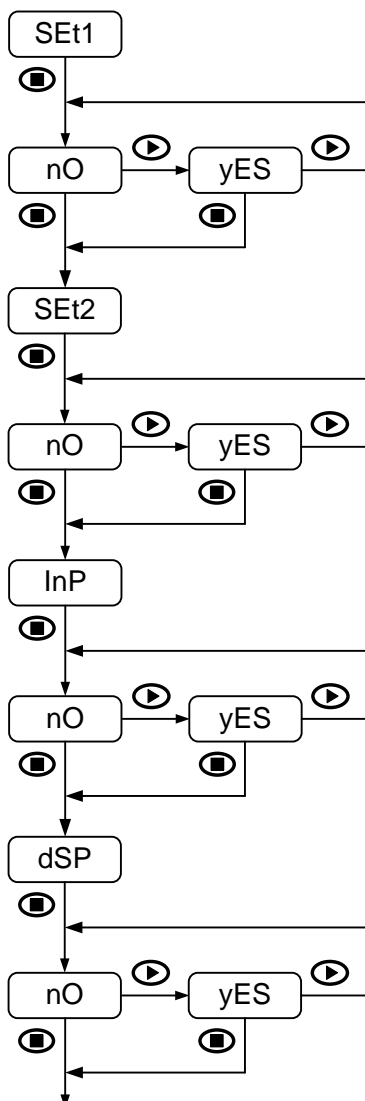 SEt1
nO yES
SEt2
nO yES
InP
nO yES
dSP
nO yES